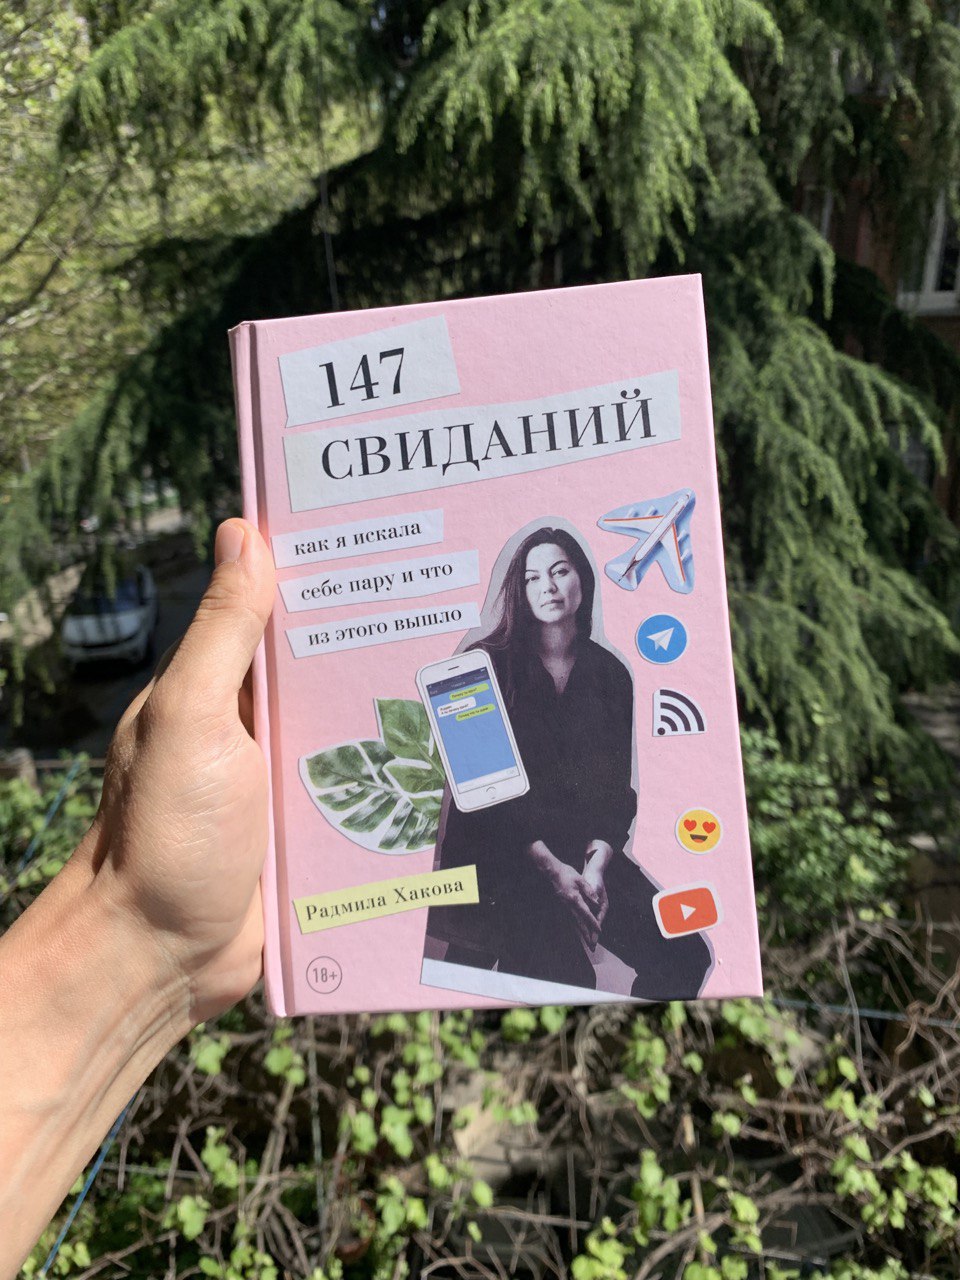 147
СВИДАНИЙ
как я искала
себе пару и что
из этого вышло
Радмила Хакова
18+